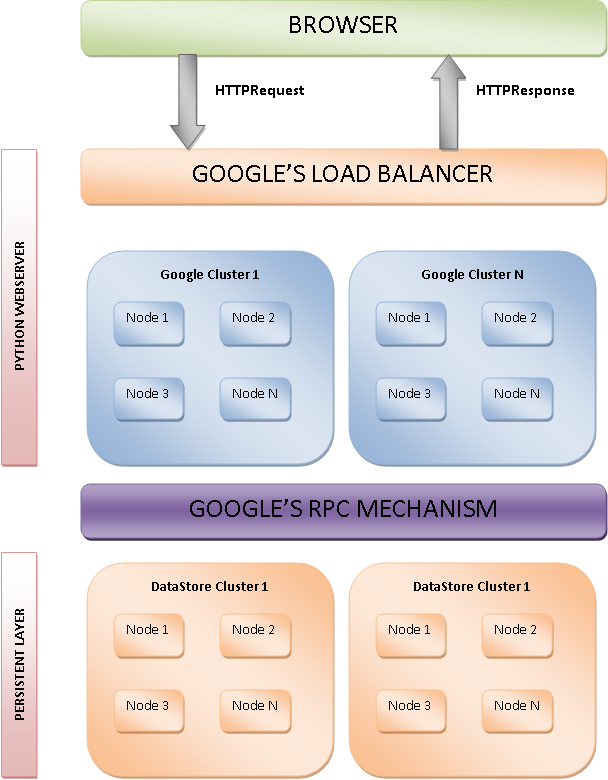 BROWSER
HTTPRequest
HTTPResponse
GOOGLE'S LOAD BALANCER
PYTHON WEBSERVER
Google Cluster 1
Node 1
Node 2
Node 3
Node N
Google Cluster N
Node 1
Node 2
Node 3
Node N
GOOGLE'S RPC MECHANISM
PERSISTENT LAYER
DataStore Cluster 1
Node 1
Node 2
Node 3
Node N
DataStore Cluster 1
Node 1
Node 2
Node 3
Node N